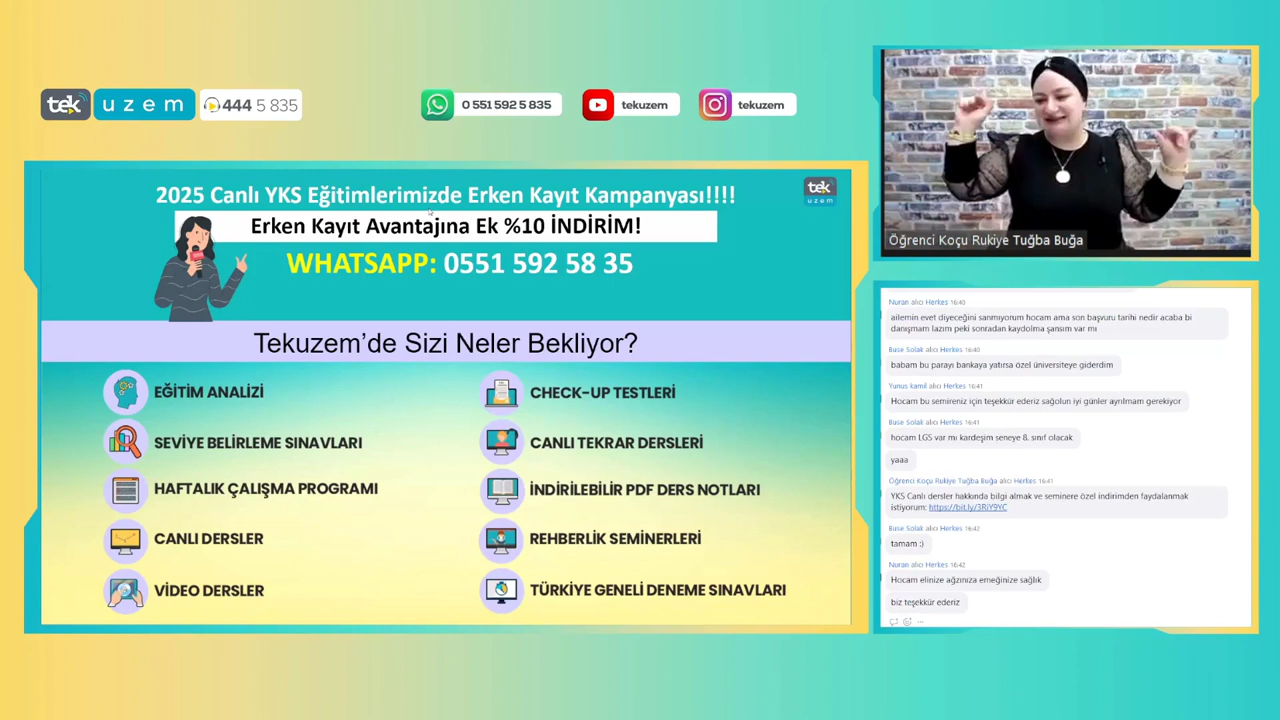 tek uzem 444 5 835
0 551 592 5 835
tekuzem
tekuzem
2025 Canlı YKS Eğitimlerimizde Erken Kayıt Kampanyası!!!!
tek
uzem
Erken Kayıt Avantajına Ek %10 İNDİRİM!
WHATSAPP: 0551 592 58 35
Tekuzem’de Sizi Neler Bekliyor?
EĞİTİM ANALİZİ
SEVİYE BELİRLEME SINAVLARI
HAFTALIK ÇALIŞMA PROGRAMI
CANLI DERSLER
VİDEO DERSLER
CHECK-UP TESTLERİ
CANLI TEKRAR DERSLERİ
İNDİRİLEBİLİR PDF DERS NOTLARI
REHBERLİK SEMİNERLERİ
TÜRKİYE GENELİ DENEME SINAVLARI
Öğrenci Koçu Rukiye Tuğba Buğa
Nuran alıcı Herkes 16:40
ailemin evet diyeceğini sanmıyorum hocam ama son başvuru tarihi nedir acaba bi
danışmam lazım peki sonradan kaydolma şansım var mı
Buse Solak alıcı Herkes 16:40
babam bu parayı bankaya yatırsa özel üniversiteye giderdim
Yunus kamil alıcı Herkes 16:41
Hocam bu semireniz için teşekkür ederiz sağolun iyi günler ayrılmam gerekiyor
Buse Solak alıcı Herkes 16:41
hocam LGS var mı kardeşim seneye 8. sınıf olacak
yaaa
Öğrenci Koçu Rukiye Tuğba Buğa alıcı Herkes 16:41
YKS Canlı dersler hakkında bilgi almak ve seminere özel indirimden faydalanmak
istiyorum: https://bit.ly/3RiY9YC
Buse Solak alıcı Herkes 16:42
tamam :)
Nuran alıcı Herkes 16:42
Hocam elinize ağzınıza emeğinize sağlık
biz teşekkür ederiz